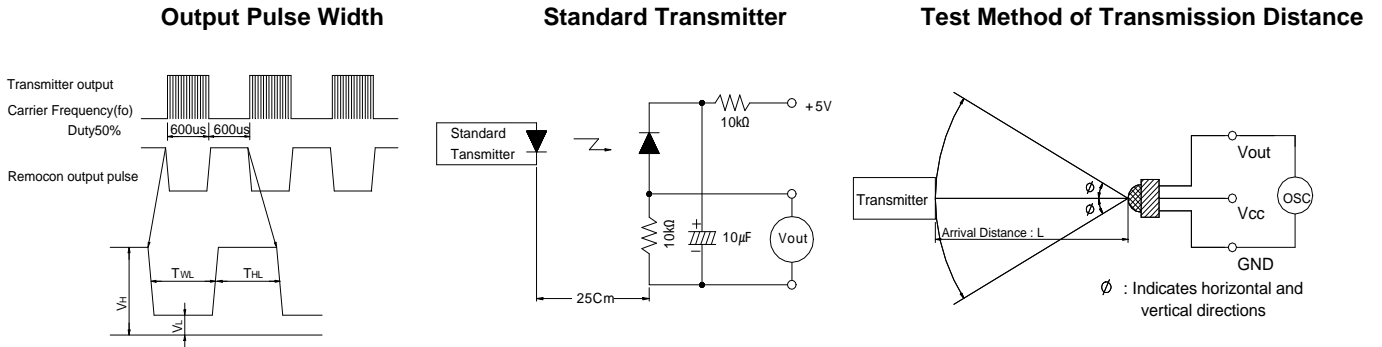 Output Pulse Width
Transmitter output
Carrier Frequency(fo)
Duty50%
600us 600us
Remocon output pulse
TWL THL
VH
VL
Standard Transmitter
Standard
Tansmitter
+5V
10kΩ
10kΩ
+
10µF
Vout
25Cm
Test Method of Transmission Distance
Transmitter
ϕ
ϕ
Arrival Distance : L
Vout
Vcc
OSC
GND
ϕ : Indicates horizontal and
vertical directions